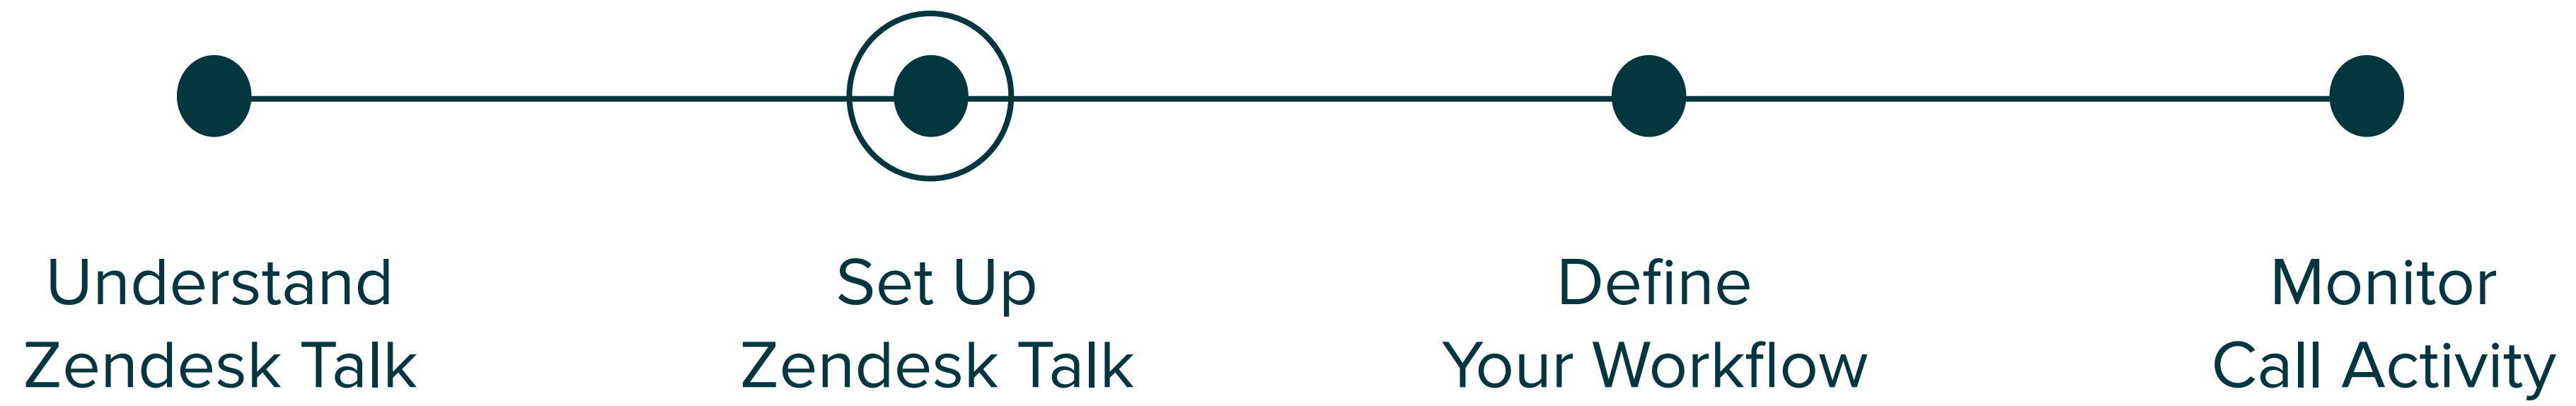 Understand
Zendesk Talk
Set Up
Zendesk Talk
Define
Your Workflow
Monitor
Call Activity